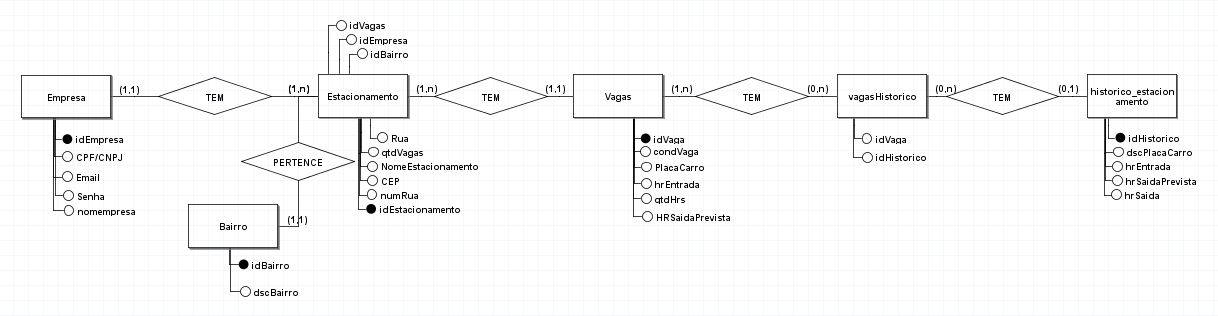 idVagas
idEmpresa
idBairro
Empresa
(1,1)
TEM
(1,n)
Estacionamento
(1,n)
TEM
(1,1)
Vagas
(1,n)
TEM
(0,n)
vagasHistorico
(0,n)
TEM
(0,1)
historico_estacion
amento
idEmpresa
CPF/CNPJ
Email
Senha
nomempresa
PERTENCE
Rua
qtdVagas
NomeEstacionamento
CEP
numRua
idEstacionamento
idVaga
condVaga
PlacaCarro
hrEntrada
qtdHrs
HRSaidaPrevista
idVaga
idHistorico
idHistorico
dscPlacaCarro
hrEntrada
hrSaidaPrevista
hrSaida
Bairro
(1,1)
idBairro
dscBairro